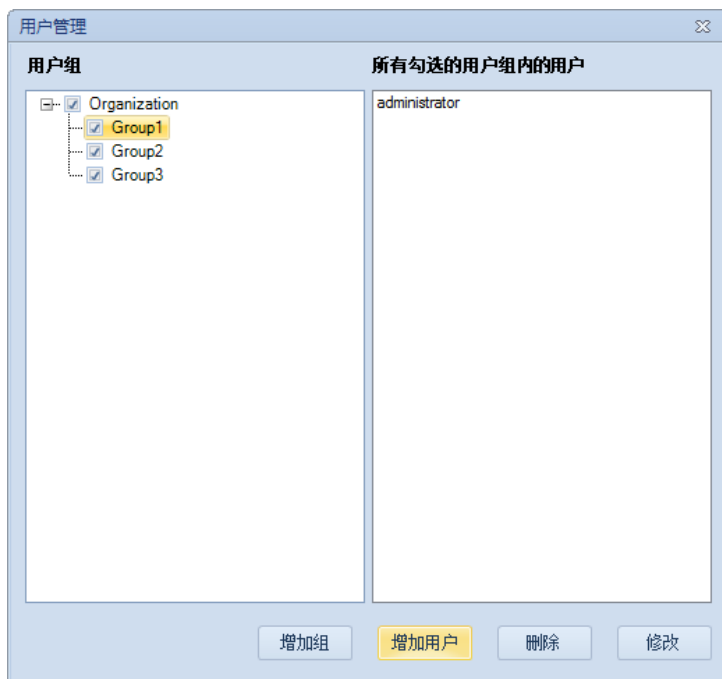 用户管理
用户组
所有勾选的用户组内的用户
Organization
Group1
Group2
Group3
administrator
增加组
增加用户
删除
修改